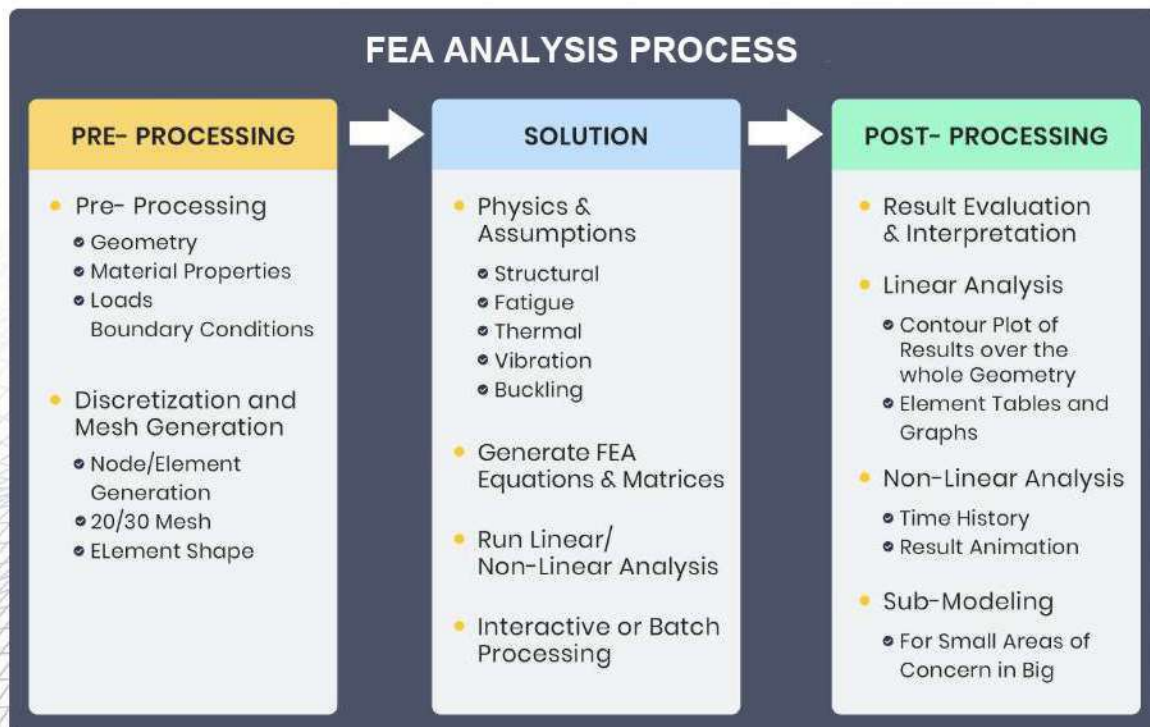 FEA ANALYSIS PROCESS
PRE- PROCESSING
Pre- Processing
Geometry
Material Properties
Loads
Boundary Conditions
Discretization and
Mesh Generation
Node/Element
Generation
20/30 Mesh
ELement Shape
SOLUTION
Physics &
Assumptions
Structural
Fatigue
Thermal
Vibration
Buckling
Generate FEA
Equations & Matrices
Run Linear/
Non-Linear Analysis
Interactive or Batch
Processing
POST- PROCESSING
Result Evaluation
& Interpretation
Linear Analysis
Contour Plot of
Results over the
whole Geometry
Element Tables and
Graphs
Non-Linear Analysis
Time History
Result Animation
Sub-Modeling
For Small Areas of
Concern in Big